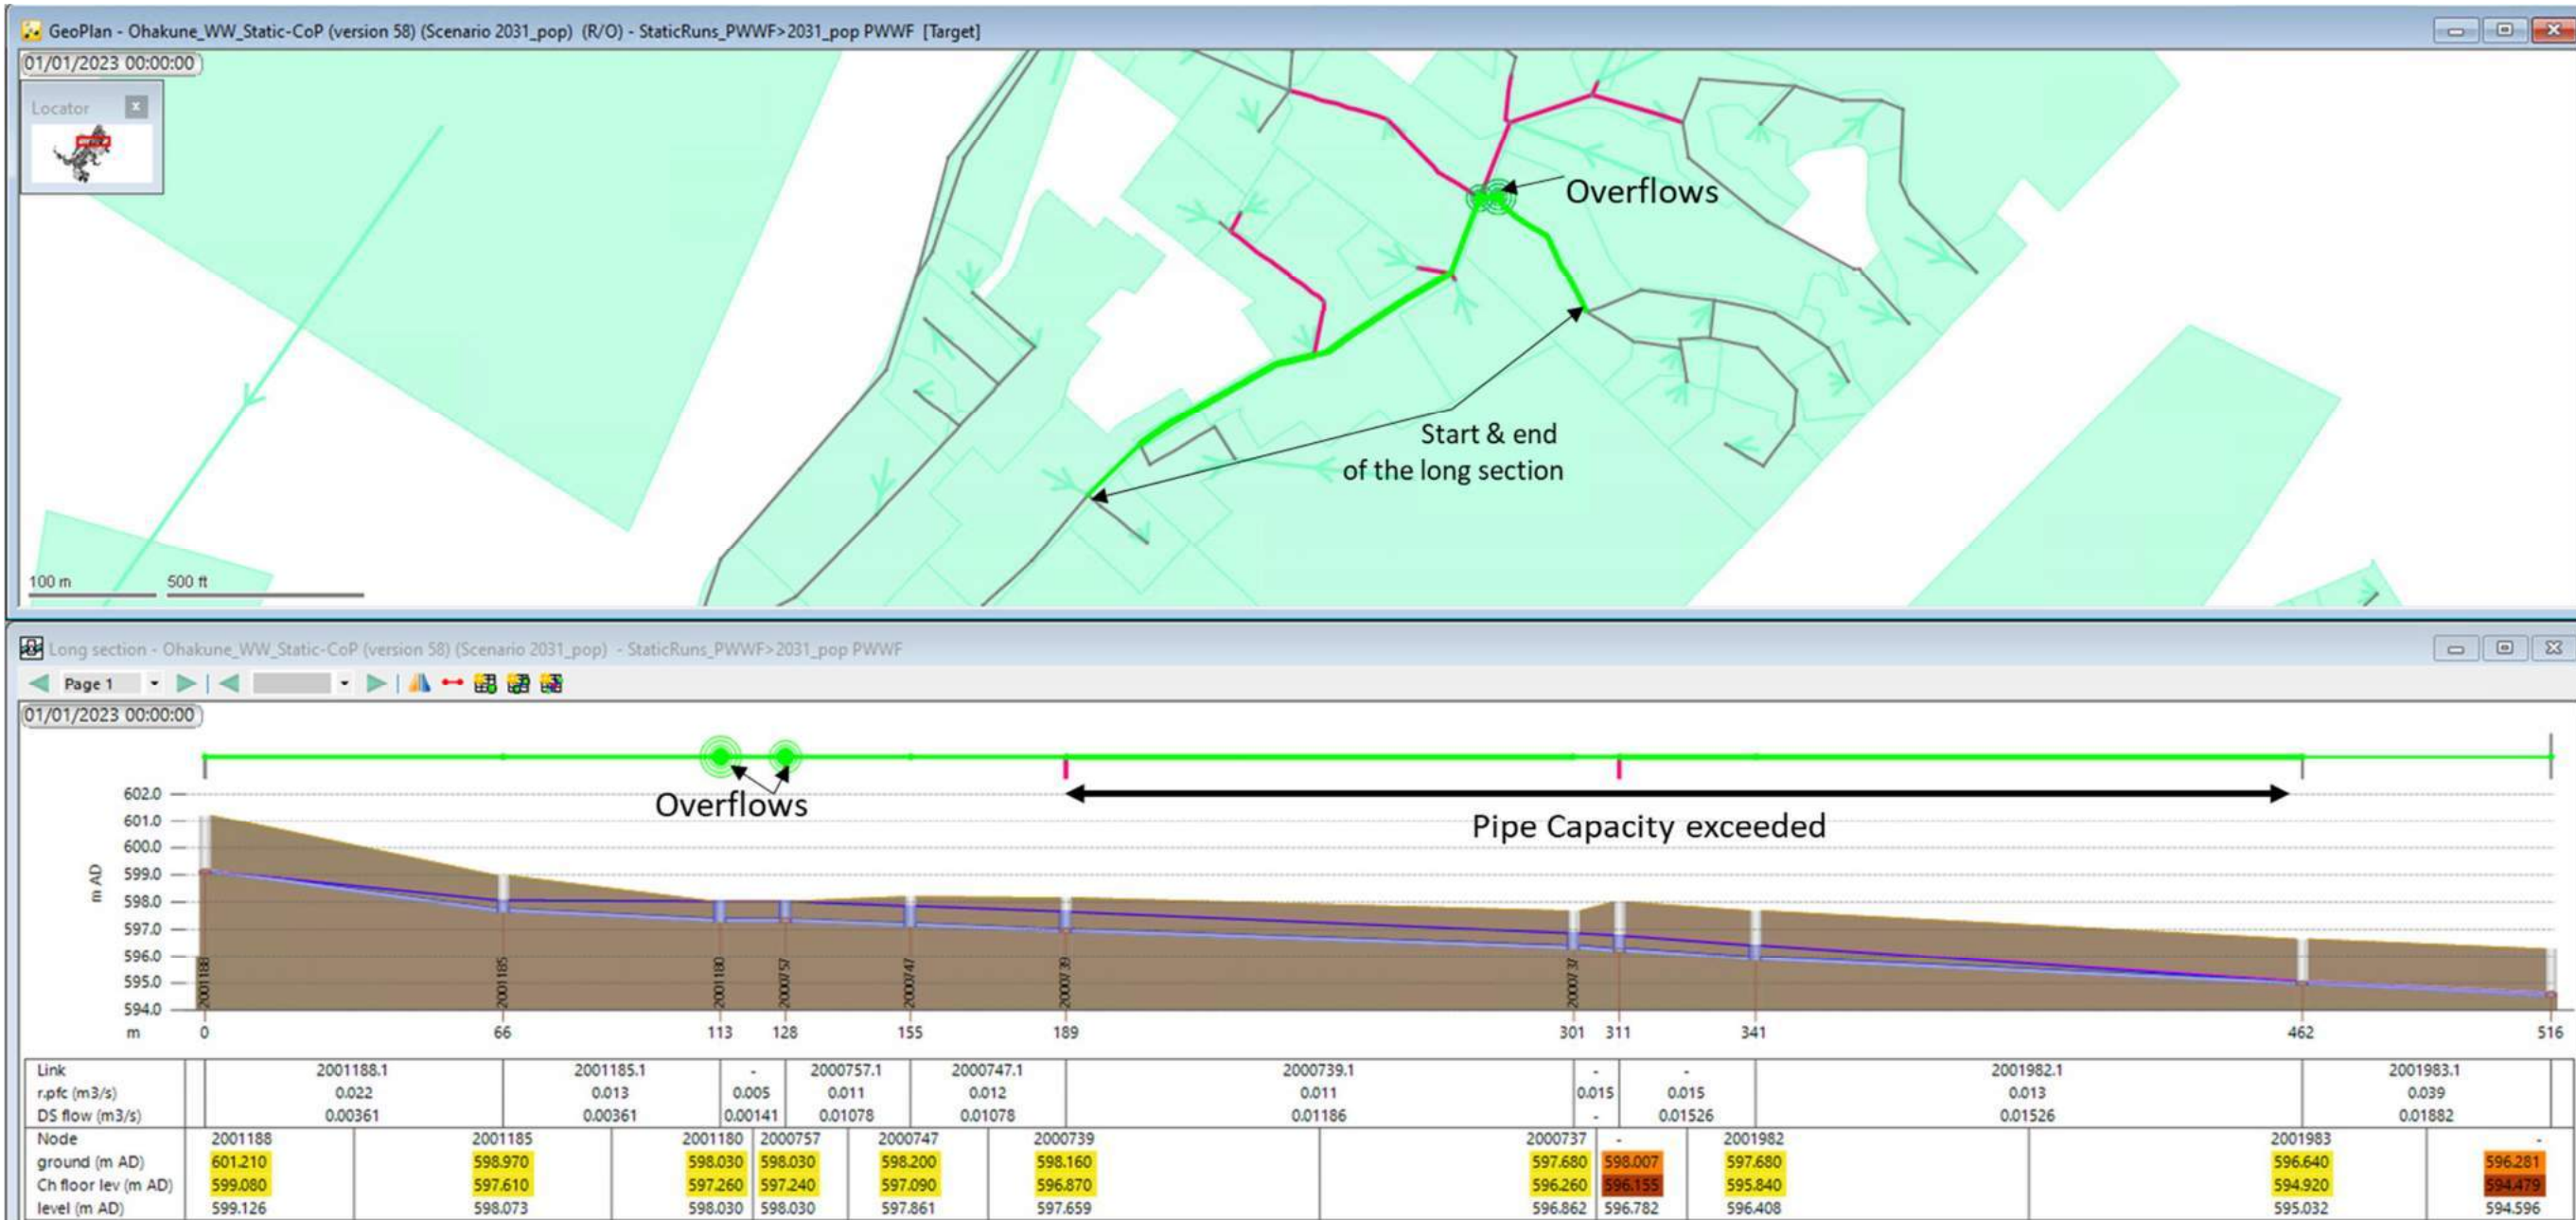 GeoPlan - Ohakune_WW_Static-CoP (version 58) (Scenario 2031_pop) (R/O) - StaticRuns_PWWF>2031_pop PWWF [Target]
01/01/2023 00:00:00
Locator
Overflows
Start & end
of the long section
100 m 500 ft
Long section - Ohakune_WW_Static-CoP (version 58) (Scenario 2031_pop) - StaticRuns_PWWF>2031_pop PWWF
Page 1
01/01/2023 00:00:00
Overflows
Pipe Capacity exceeded
602.0
601.0
600.0
599.0
598.0
597.0
596.0
595.0
594.0
m AD
2001188 2001185 2001180 2000757 2000747 2000739 2000737
m 0 66 113 128 155 189 301 311 341 462 516
Link 2001188.1 2001185.1 - 2000757.1 2000747.1 2000739.1 - - 2001982.1 2001983.1
r.pfc (m3/s) 0.022 0.013 0.005 0.011 0.012 0.011 0.015 0.015 0.013 0.039
DS flow (m3/s) 0.00361 0.00361 0.00141 0.01078 0.01078 0.01186 - 0.01526 0.01526 0.01882
Node 2001188 2001185 2001180 2000757 2000747 2000739 2000737 - 2001982 2001983 -
ground (m AD) 601.210 598.970 598.030 598.030 598.200 598.160 597.680 598.007 597.680 596.640 596.281
Ch floor lev (m AD) 599.080 597.610 597.260 597.240 597.090 596.870 596.260 596.155 595.840 594.920 594.479
level (m AD) 599.126 598.073 598.030 598.030 597.861 597.659 596.862 596.782 596.408 595.032 594.596